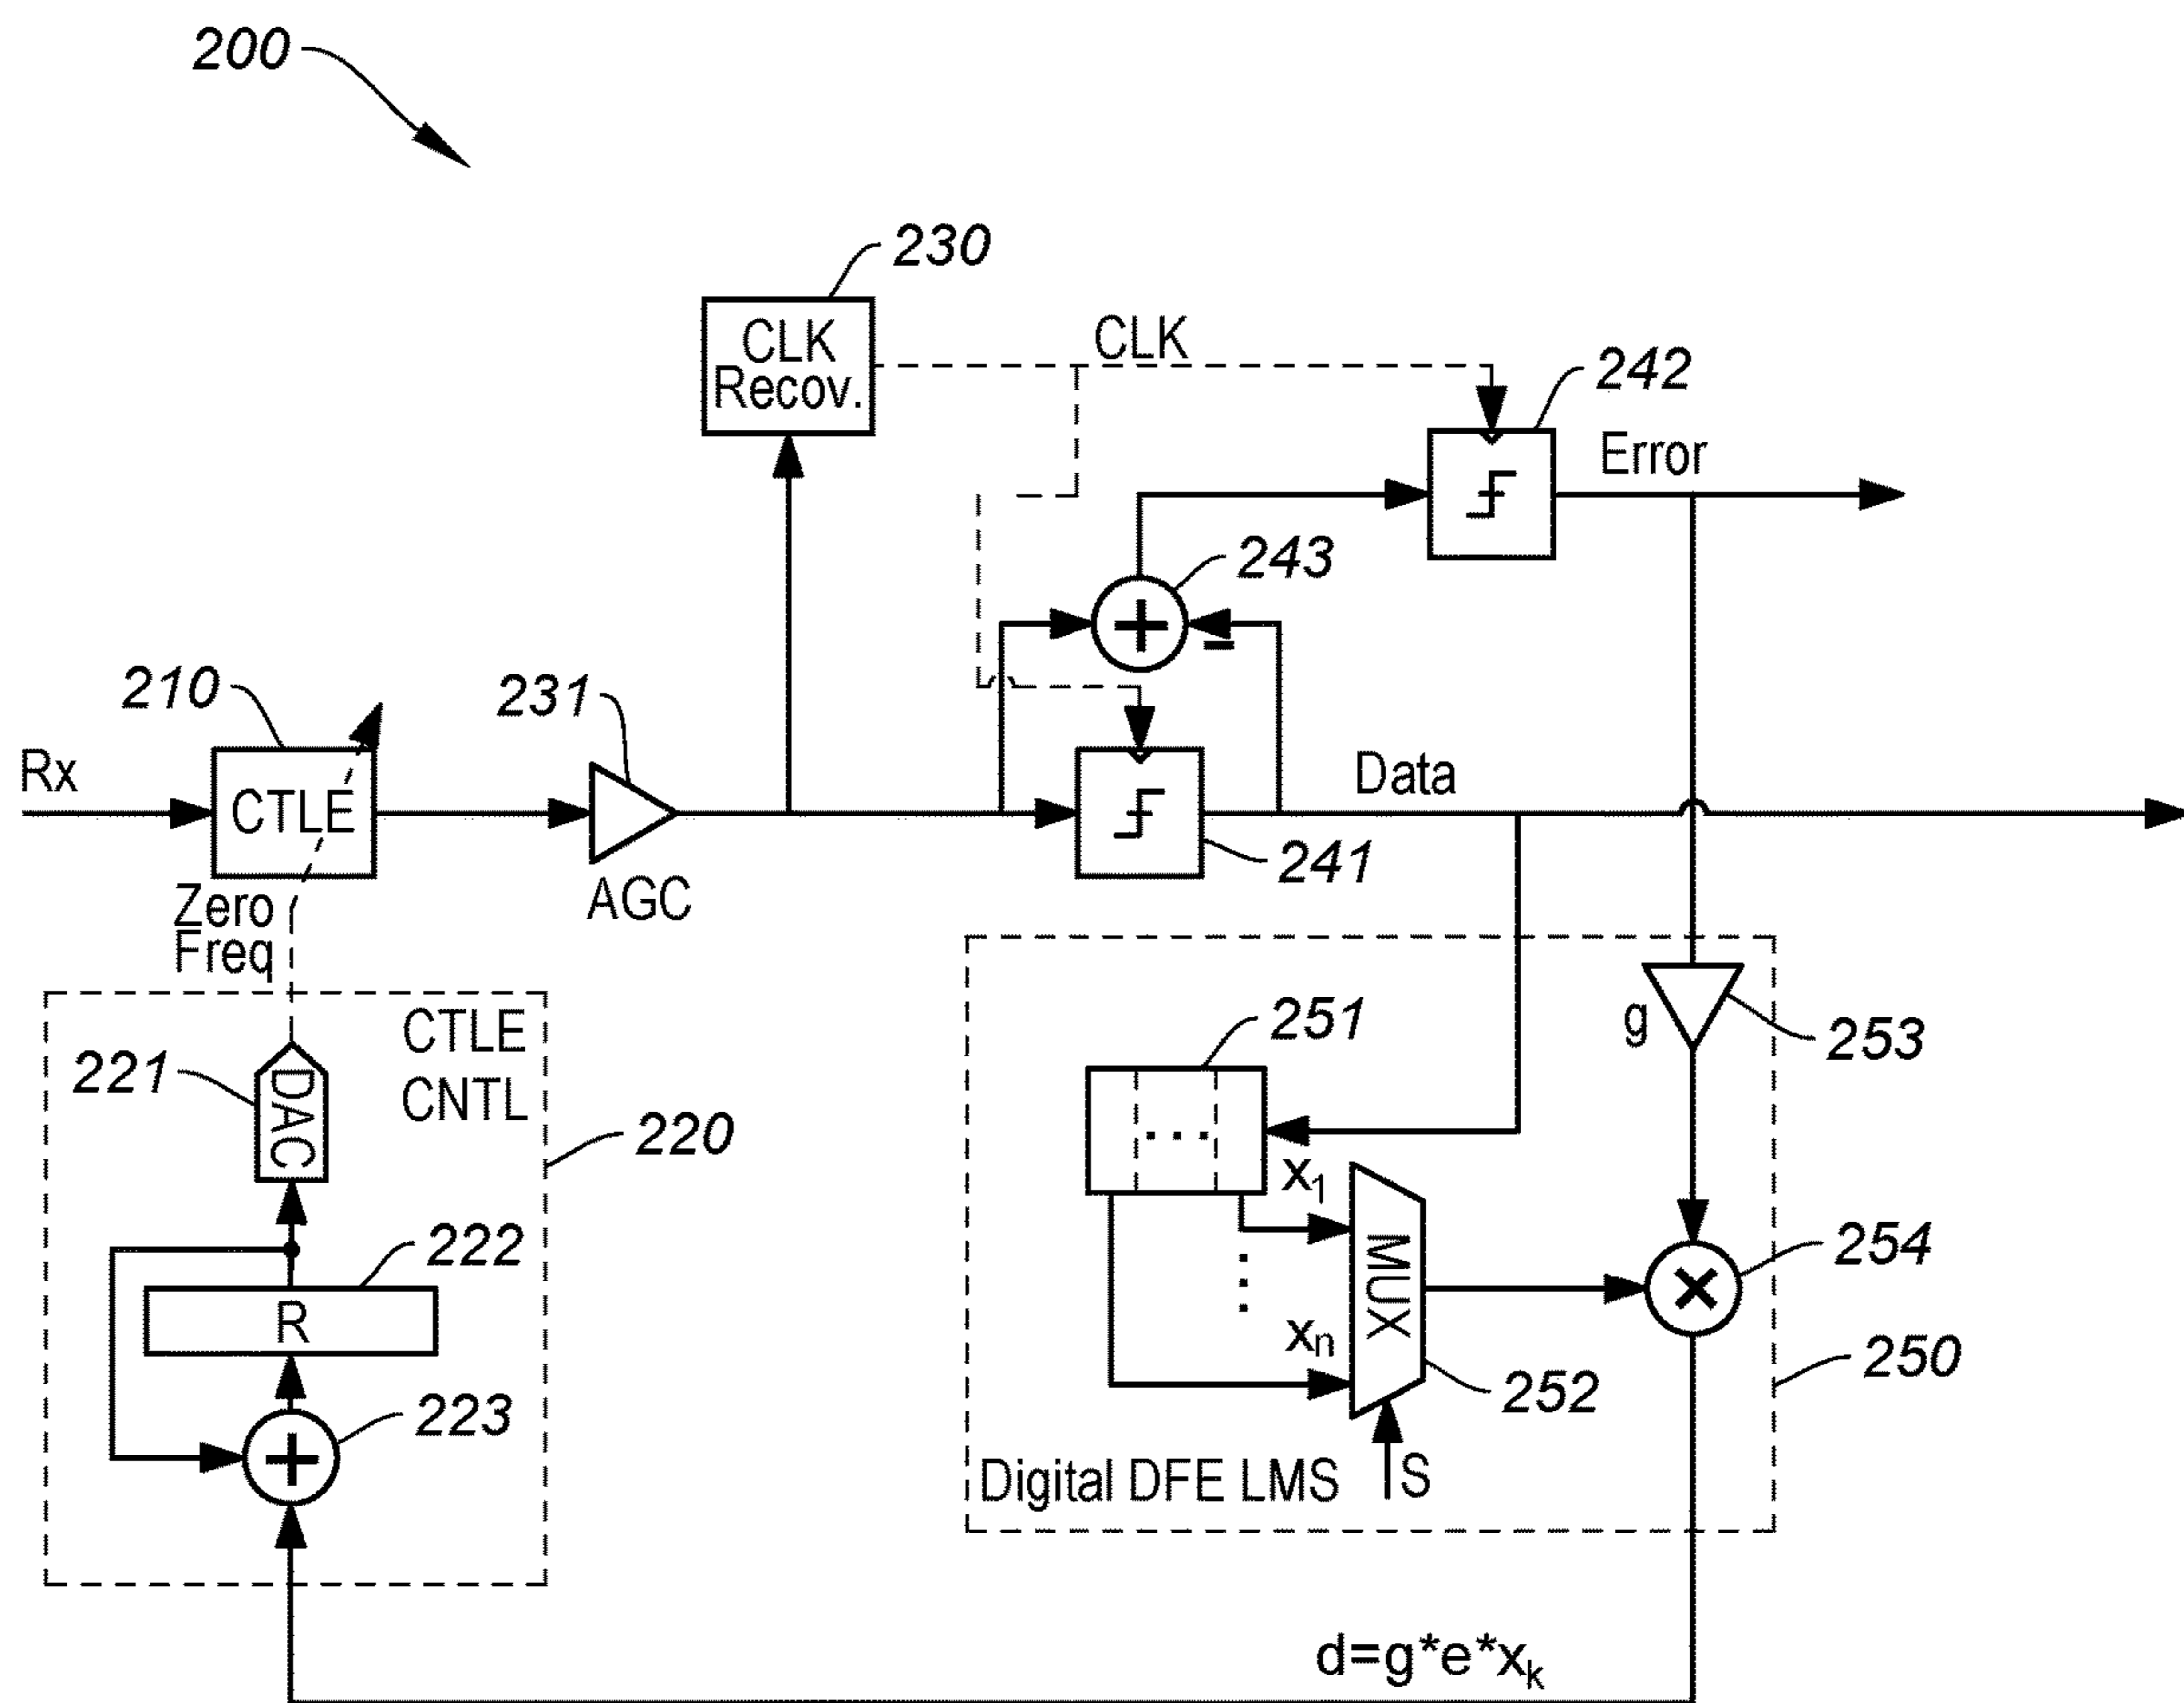 200
230
CLK
Recov.
CLK
242
Error
243
210
231
Rx
CTLE
Data
241
AGC
Zero
Freq
CTLE
CNTL
221
DAC
220
251
g
253
x1
MUX
xn
252
254
250
222
R
223
Digital DFE LMS
S
d=g*e*xk